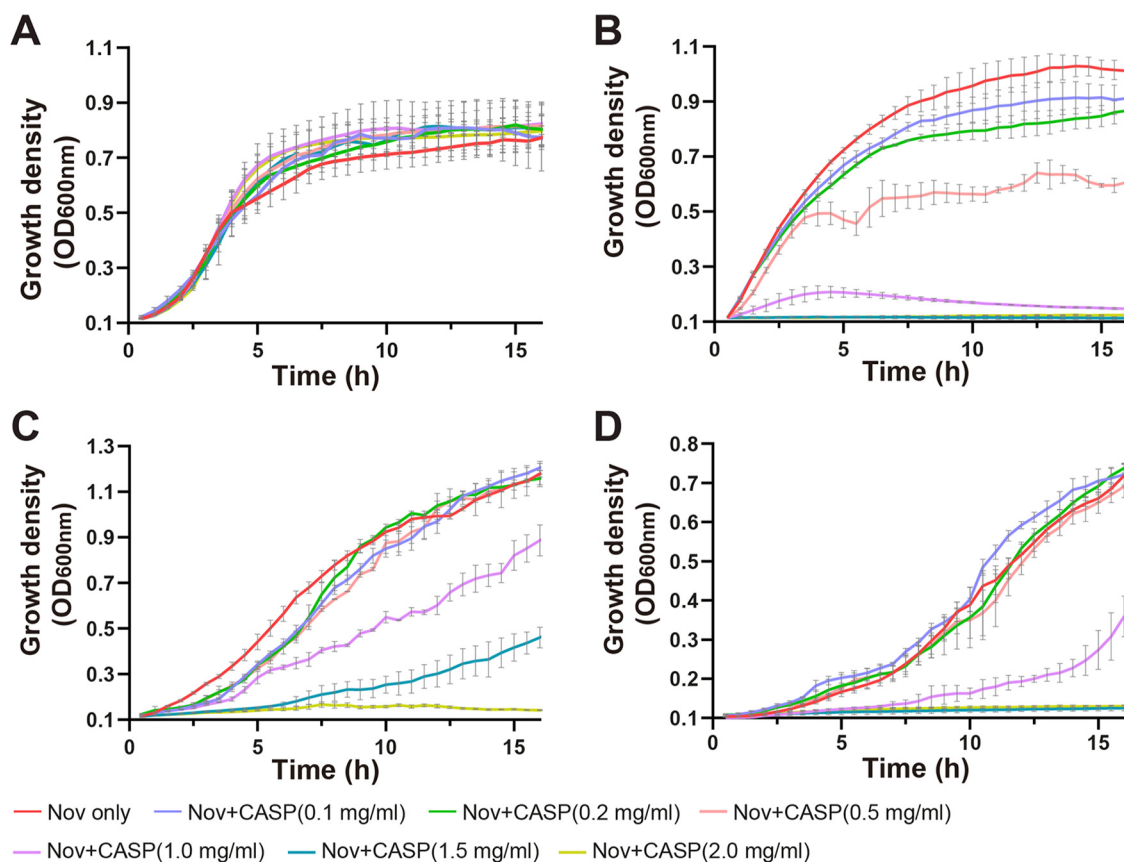 A
Growth density
(OD600nm)
1.1
0.9
0.7
0.5
0.3
0.1
0 5 10 15
Time (h)
B
Growth density
(OD600nm)
1.1
0.9
0.7
0.5
0.3
0.1
0 5 10 15
Time (h)
C
Growth density
(OD600nm)
1.3
1.1
0.9
0.7
0.5
0.3
0.1
0 5 10 15
Time (h)
D
Growth density
(OD600nm)
0.8
0.7
0.6
0.5
0.4
0.3
0.2
0.1
0 5 10 15
Time (h)
Nov only Nov+CASP(0.1 mg/ml) Nov+CASP(0.2 mg/ml) Nov+CASP(0.5 mg/ml)
Nov+CASP(1.0 mg/ml) Nov+CASP(1.5 mg/ml) Nov+CASP(2.0 mg/ml)